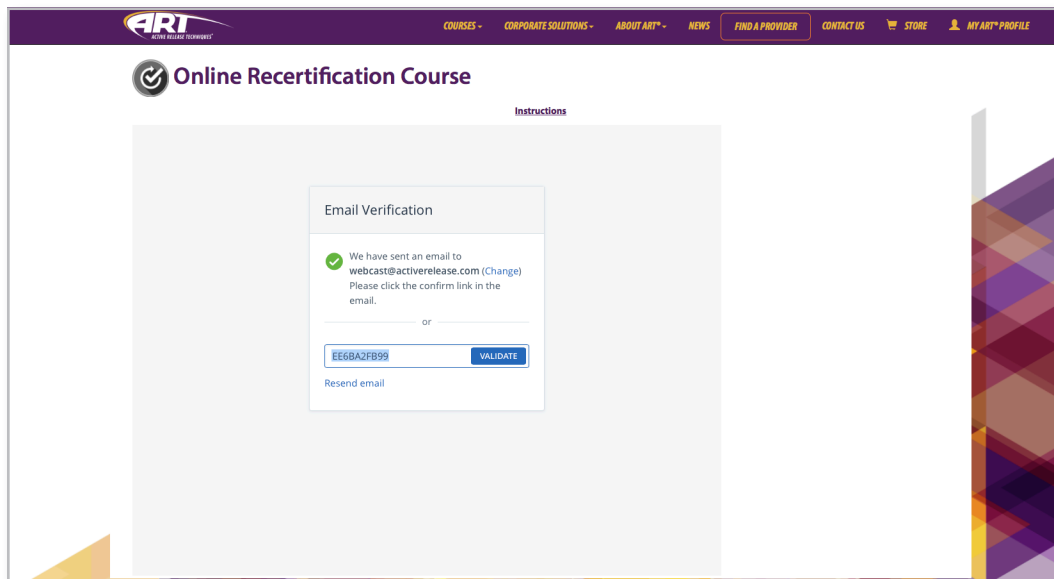 ART
ACTIVE RELEASE TECHNIQUES®
COURSES
CORPORATE SOLUTIONS
ABOUT ART®
NEWS
FIND A PROVIDER
CONTACT US
STORE
MY ART® PROFILE
Online Recertification Course
Instructions
Email Verification
We have sent an email to
webcast@activerelease.com (Change)
Please click the confirm link in the
email.
or
EE6BA2FB99
VALIDATE
Resend email